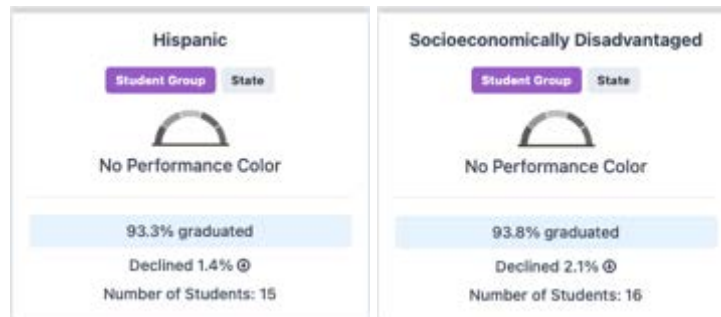 Hispanic
Student Group State
No Performance Color
93.3% graduated
Declined 1.4%
Number of Students: 15
Socioeconomically Disadvantaged
Student Group State
No Performance Color
93.8% graduated
Declined 2.1%
Number of Students: 16